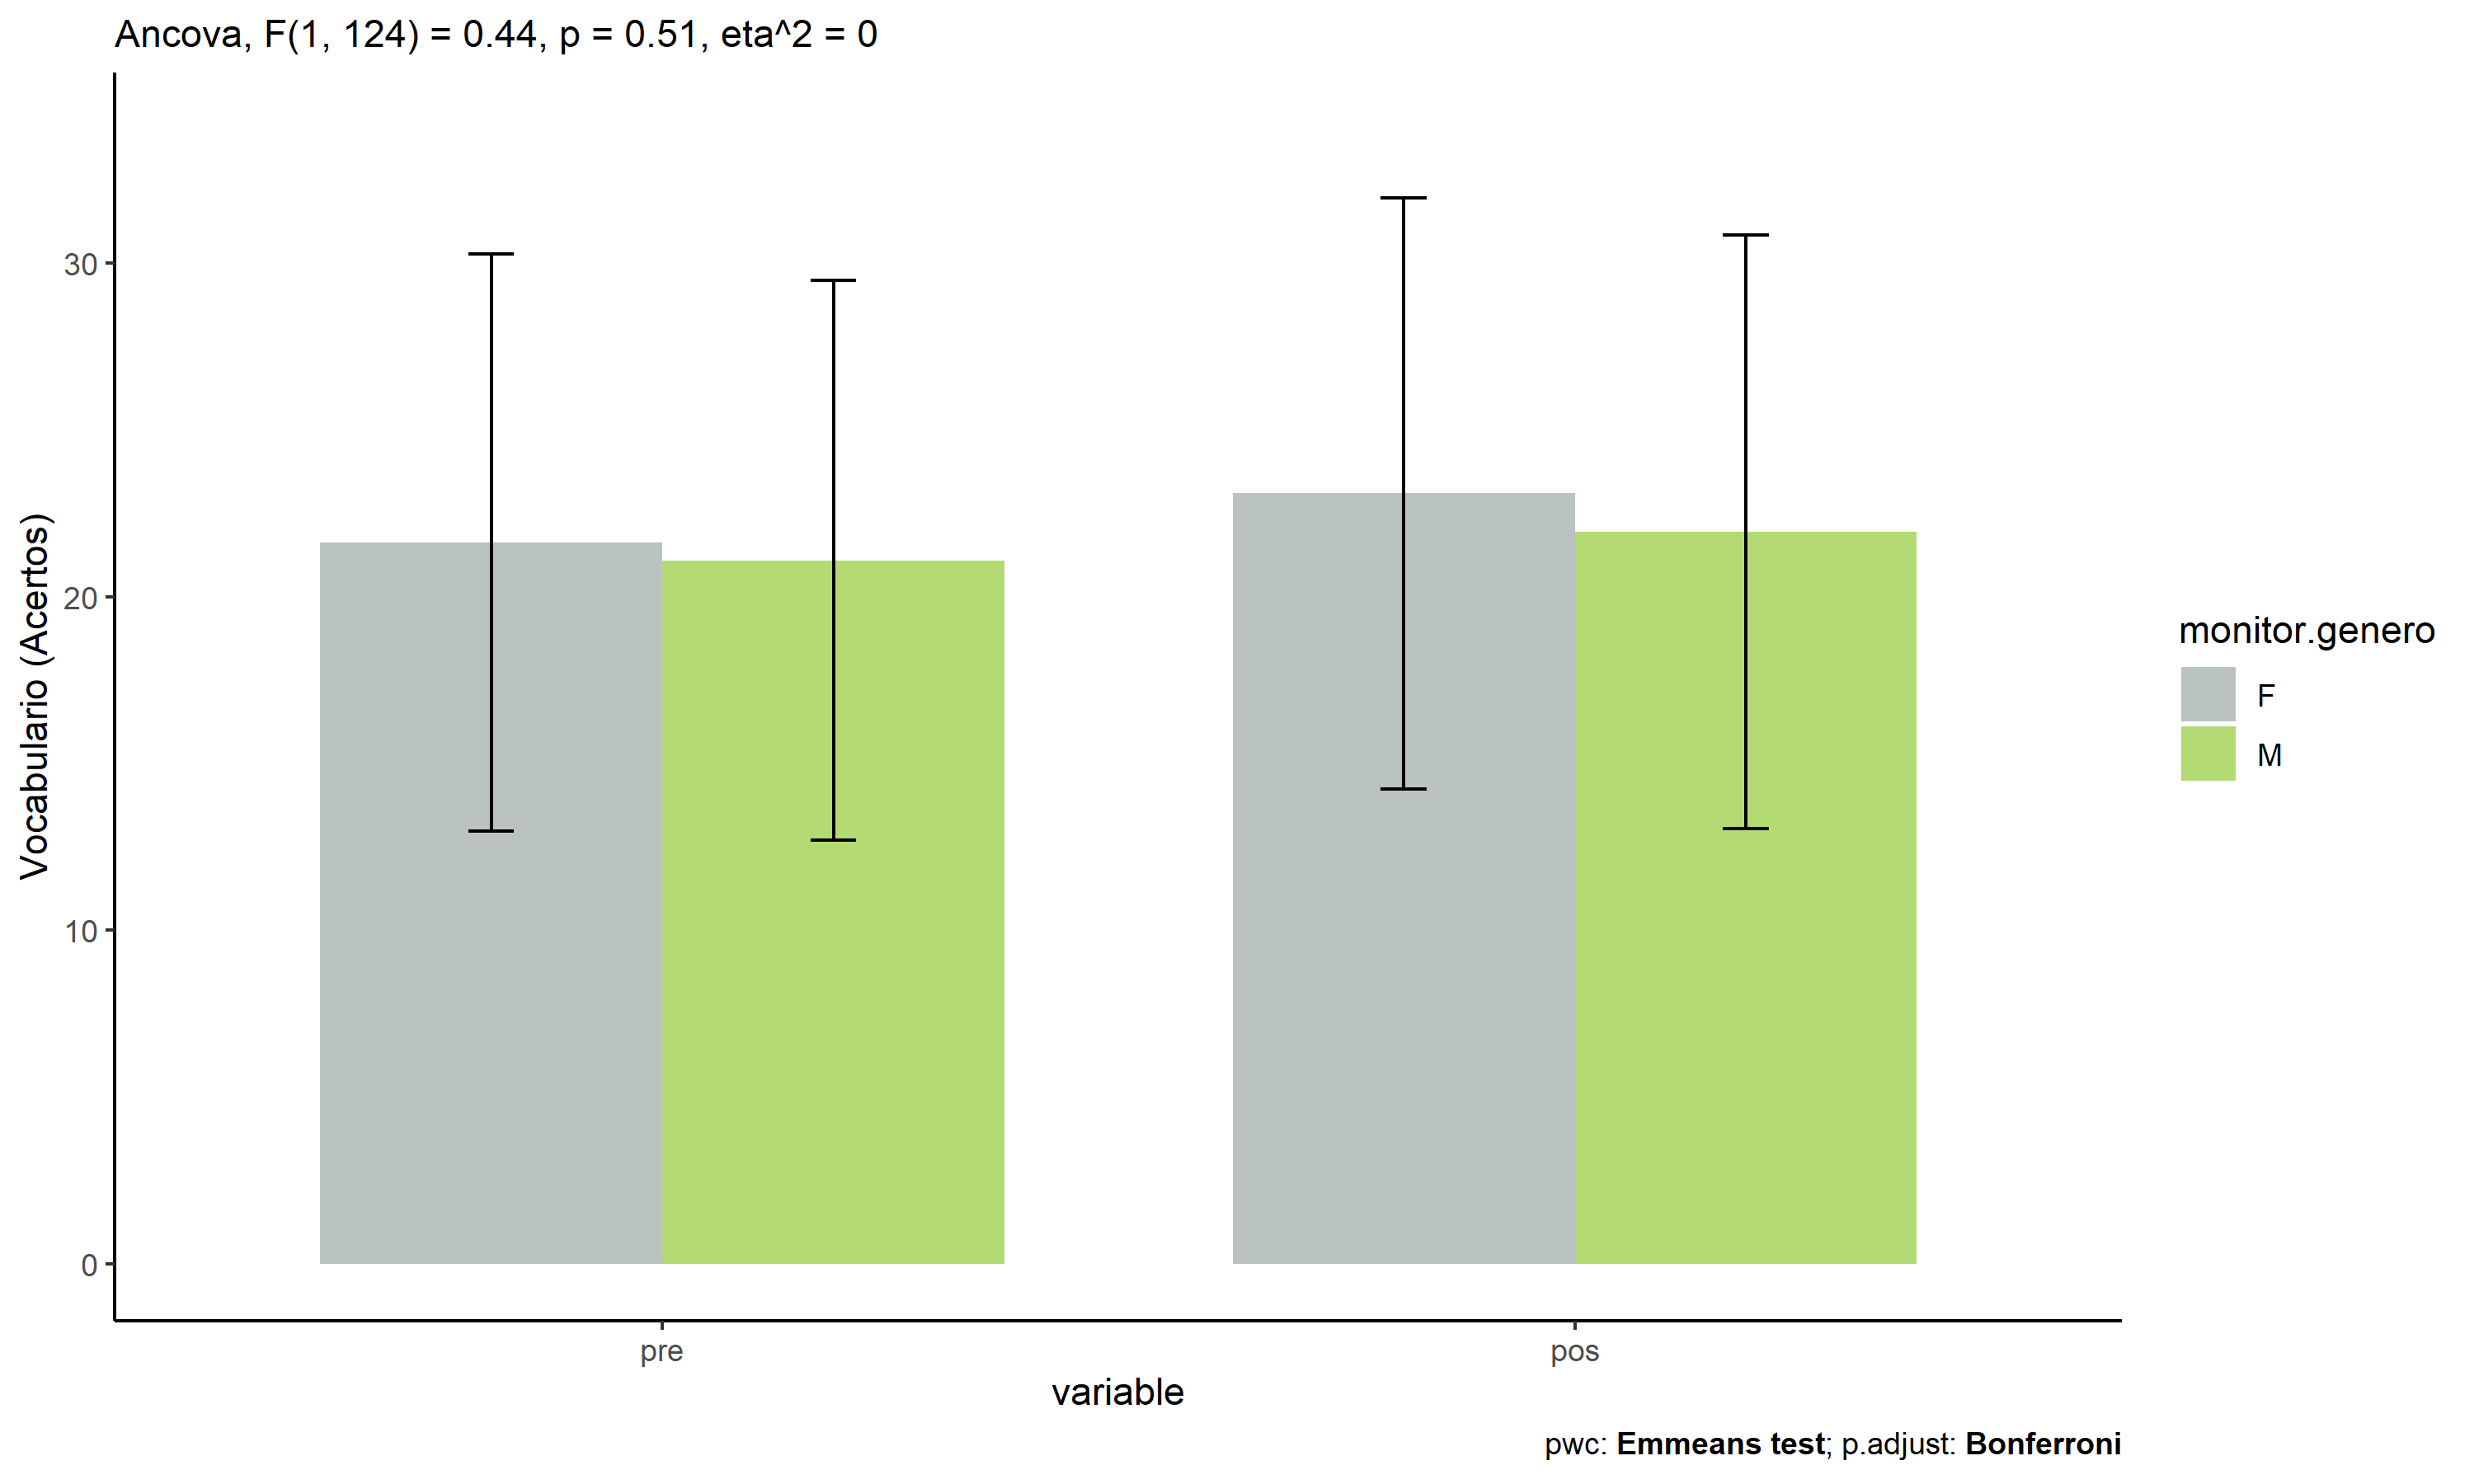 Ancova, F(1, 124) = 0.44, p = 0.51, eta^2 = 0
Vocabulario (Acertos)
30
20
10
0
pre
pos
variable
monitor.genero
F
M
pwc: Emmeans test; p.adjust: Bonferroni